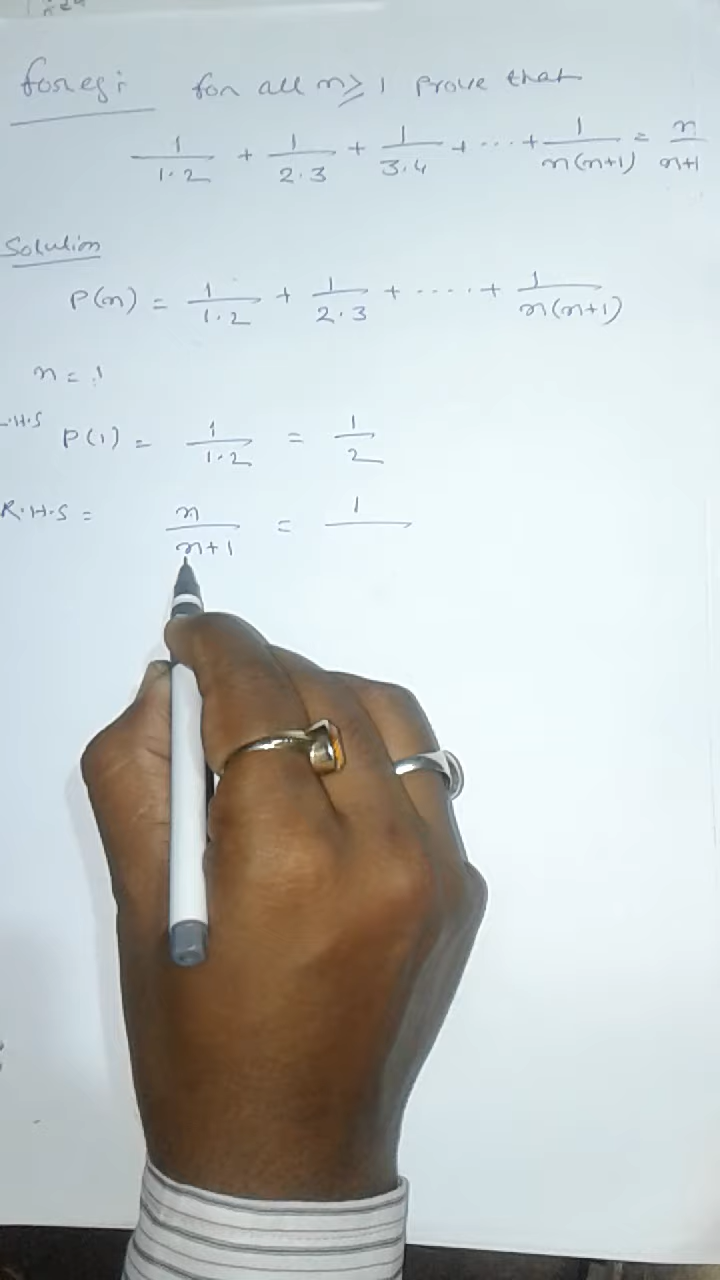 for eg: for all n ≥ 1 prove that
1/1.2 + 1/2.3 + 1/3.4 + ... + 1/n(n+1) = n/n+1
Solution
P(n) = 1/1.2 + 1/2.3 + ..... + 1/n(n+1)
n = 1
L.H.S P(1) = 1/1.2 = 1/2
R.H.S = n/n+1 = 1/